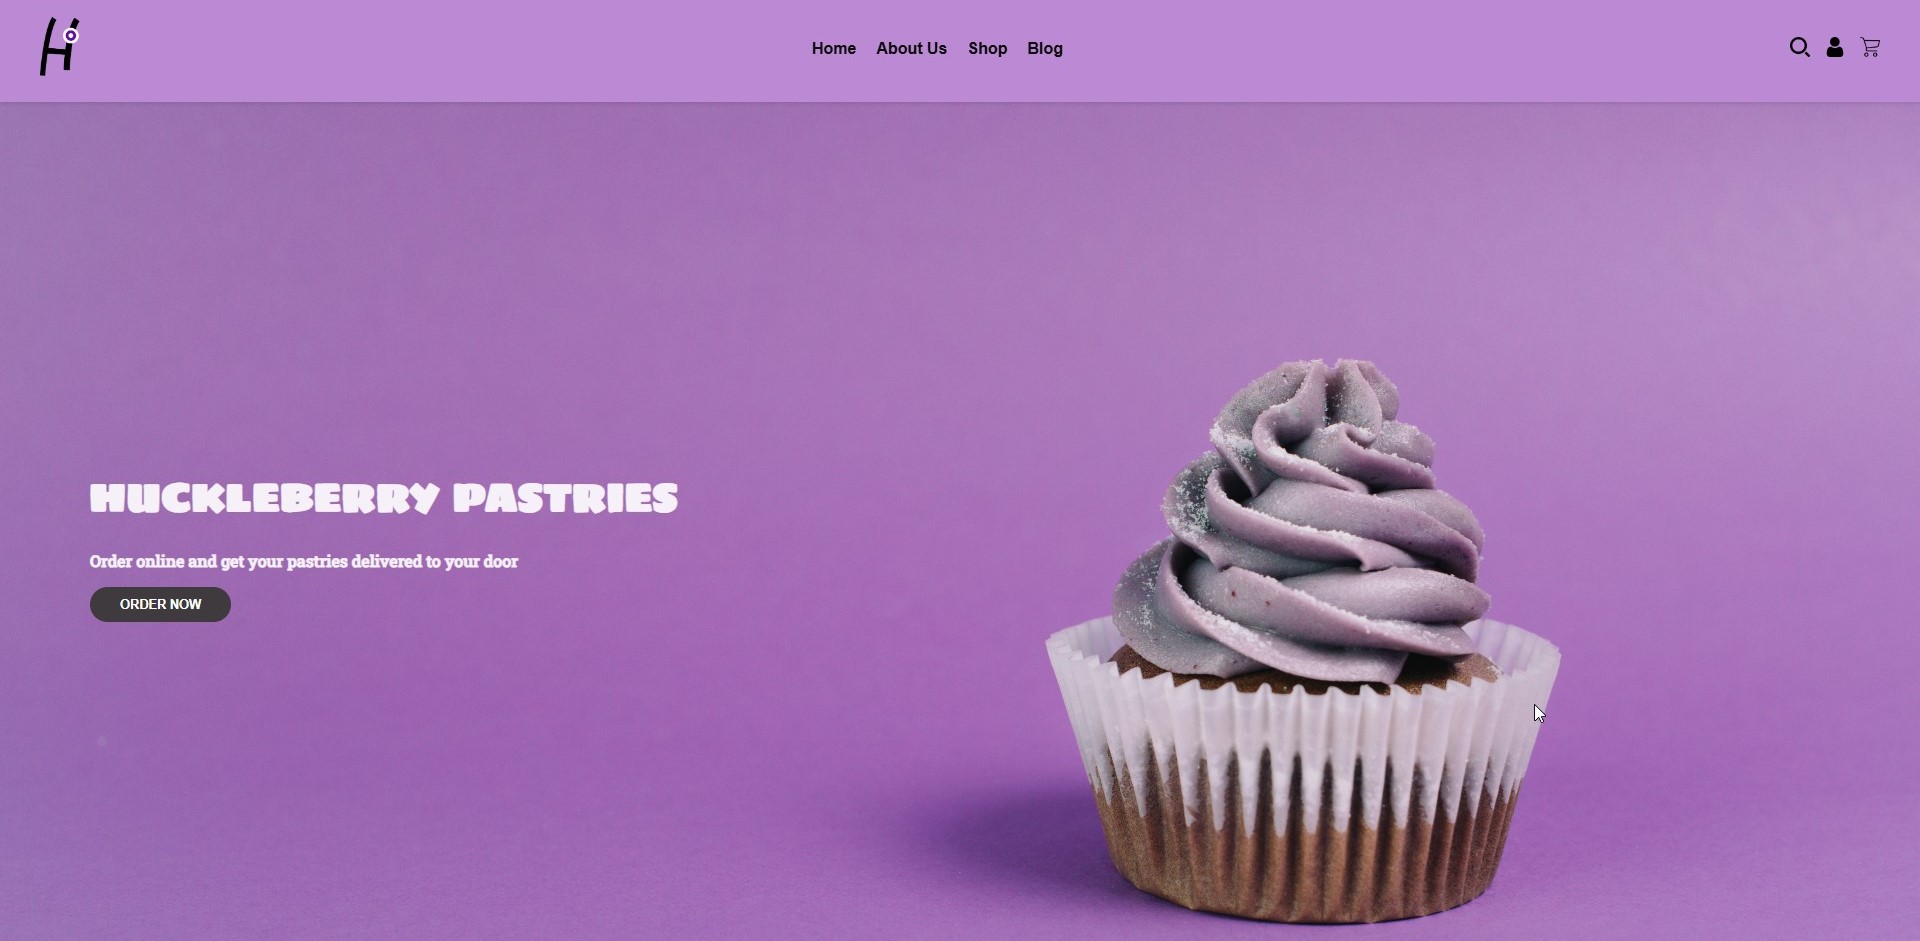 H
Home About Us Shop Blog
HUCKLEBERRY PASTRIES
Order online and get your pastries delivered to your door
ORDER NOW